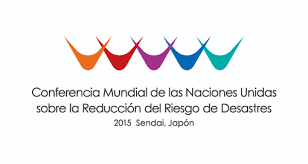 Conferencia Mundial de las Naciones Unidas
sobre la Reducción del Riesgo de Desastres
2015 Sendai, Japón